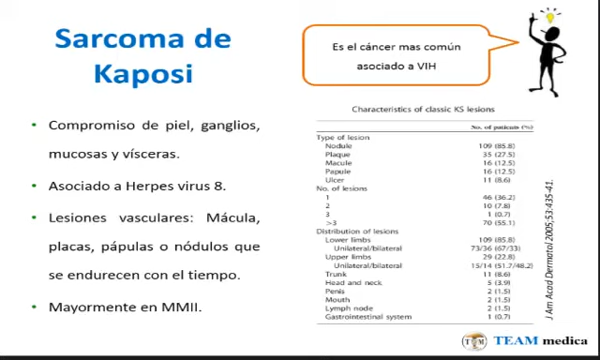 Sarcoma de
Kaposi
Es el cáncer mas común
asociado a VIH
• Compromiso de piel, ganglios,
mucosas y vísceras.
• Asociado a Herpes virus 8.
• Lesiones vasculares: Mácula,
placas, pápulas o nódulos que
se endurecen con el tiempo.
• Mayormente en MMII.
Characteristics of classic KS lesions
No. of patients (%)
Type of lesion
Nodule 109 (85.8)
Plaque 35 (27.5)
Macule 16 (12.5)
Papule 16 (12.5)
Ulcer 11 (8.6)
No. of lesions
1 46 (36.2)
2 10 (7.8)
3 1 (0.7)
>3 70 (55.1)
Distribution of lesions
Lower limbs 109 (85.8)
Unilateral/bilateral 73/36 (67/33)
Upper limbs 29 (22.8)
Unilateral/bilateral 15/14 (51.7/48.2)
Trunk 11 (8.6)
Head and neck 5 (3.9)
Penis 2 (1.5)
Mouth 2 (1.5)
Lymph node 2 (1.5)
Gastrointestinal system 1 (0.7)
J Am Acad Dermatol 2005;53:435-41.
TEAM medica